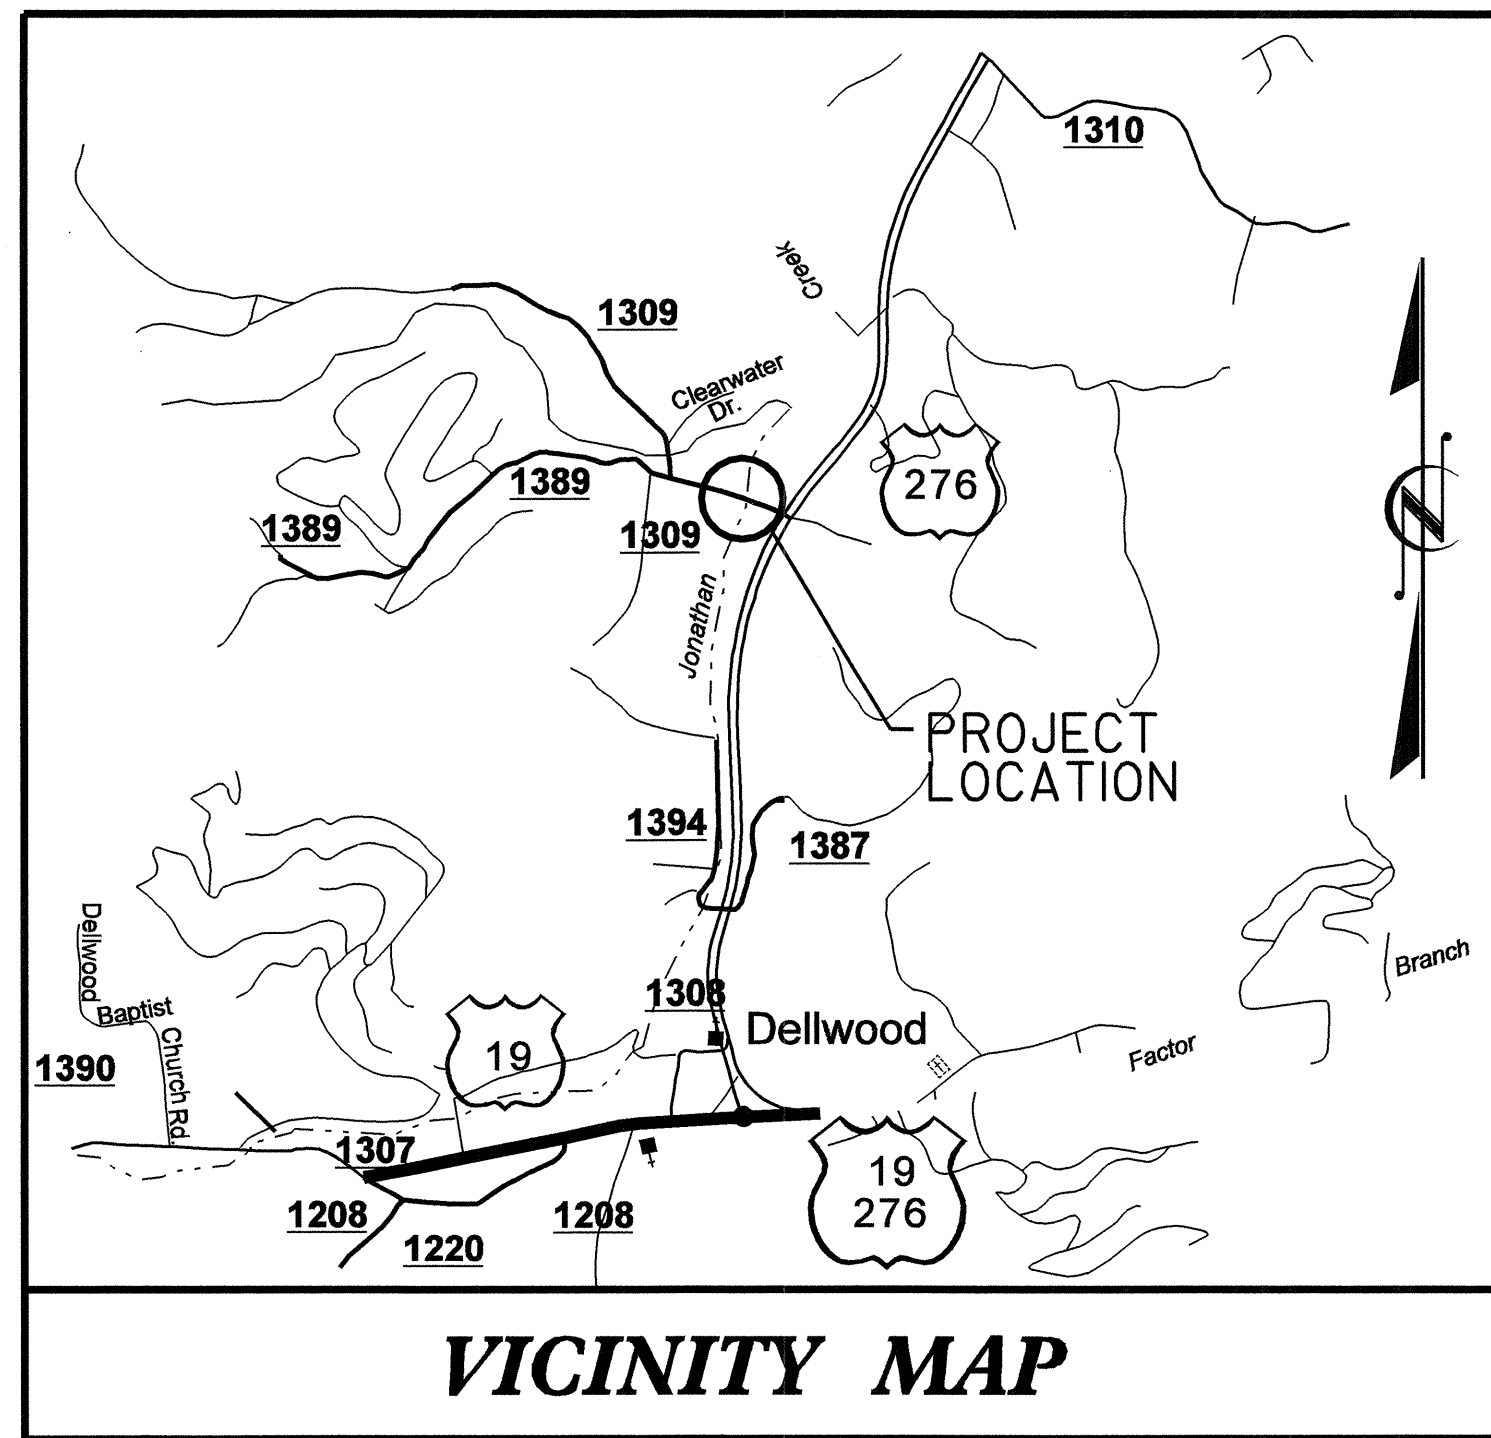 1310
Creek
1309
Clearwater
Dr.
276
1389
1389
1309
Jonathan
PROJECT
LOCATION
1394
1387
Dellwood
Baptist
Church Rd.
1390
Branch
1308
Dellwood
Factor
19
1307
19
276
1208
1220
1208
N
VICINITY MAP